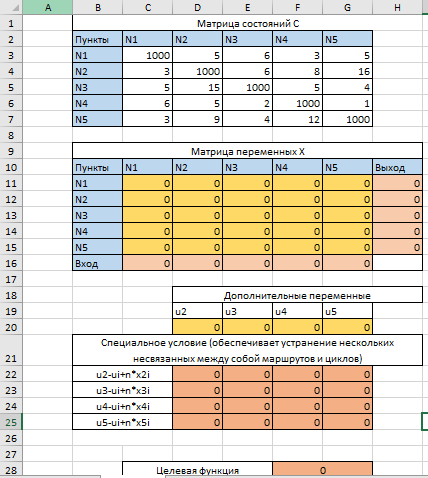 A B C D E F G H
1 Матрица состояний С
2 Пункты N1 N2 N3 N4 N5
3 N1 1000 5 6 3 5
4 N2 3 1000 6 8 16
5 N3 5 15 1000 5 4
6 N4 6 5 2 1000 1
7 N5 3 9 4 12 1000
8
9 Матрица переменных Х
10 Пункты N1 N2 N3 N4 N5 Выход
11 N1 0 0 0 0 0 0
12 N2 0 0 0 0 0 0
13 N3 0 0 0 0 0 0
14 N4 0 0 0 0 0 0
15 N5 0 0 0 0 0 0
16 Вход 0 0 0 0 0
17
18 Дополнительные переменные
19 u2 u3 u4 u5
20 0 0 0 0
Специальное условие (обеспечивает устранение нескольких
21 несвязанных между собой маршрутов и циклов)
22 u2-ui+n*x2i 0 0 0 0
23 u3-ui+n*x3i 0 0 0 0
24 u4-ui+n*x4i 0 0 0 0
25 u5-ui+n*x5i 0 0 0 0
26
27
28 Целевая функция 0